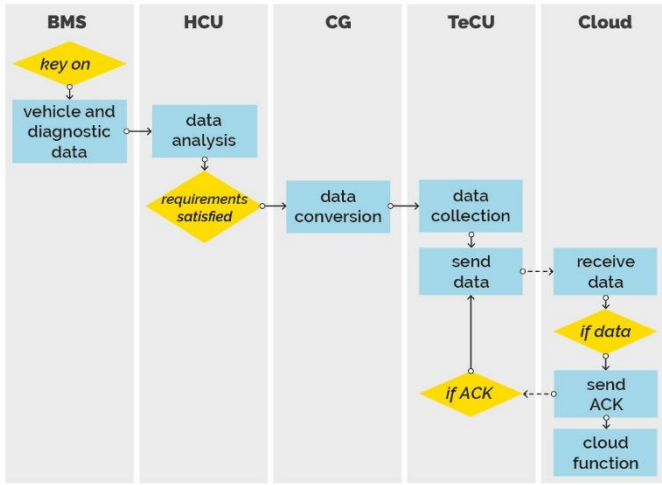 BMS
HCU
CG
TeCU
Cloud
key on
vehicle and
diagnostic
data
data
analysis
requirements
satisfied
data
conversion
data
collection
send
data
receive
data
if data
if ACK
send
ACK
cloud
function